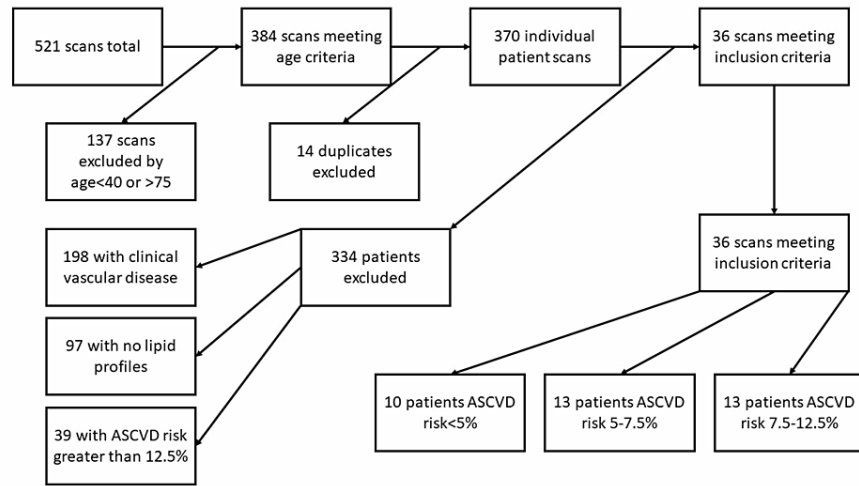 521 scans total
384 scans meeting
age criteria
370 individual
patient scans
36 scans meeting
inclusion criteria
137 scans
excluded by
age<40 or >75
14 duplicates
excluded
198 with clinical
vascular disease
334 patients
excluded
36 scans meeting
inclusion criteria
97 with no lipid
profiles
39 with ASCVD risk
greater than 12.5%
10 patients ASCVD
risk<5%
13 patients ASCVD
risk 5-7.5%
13 patients ASCVD
risk 7.5-12.5%